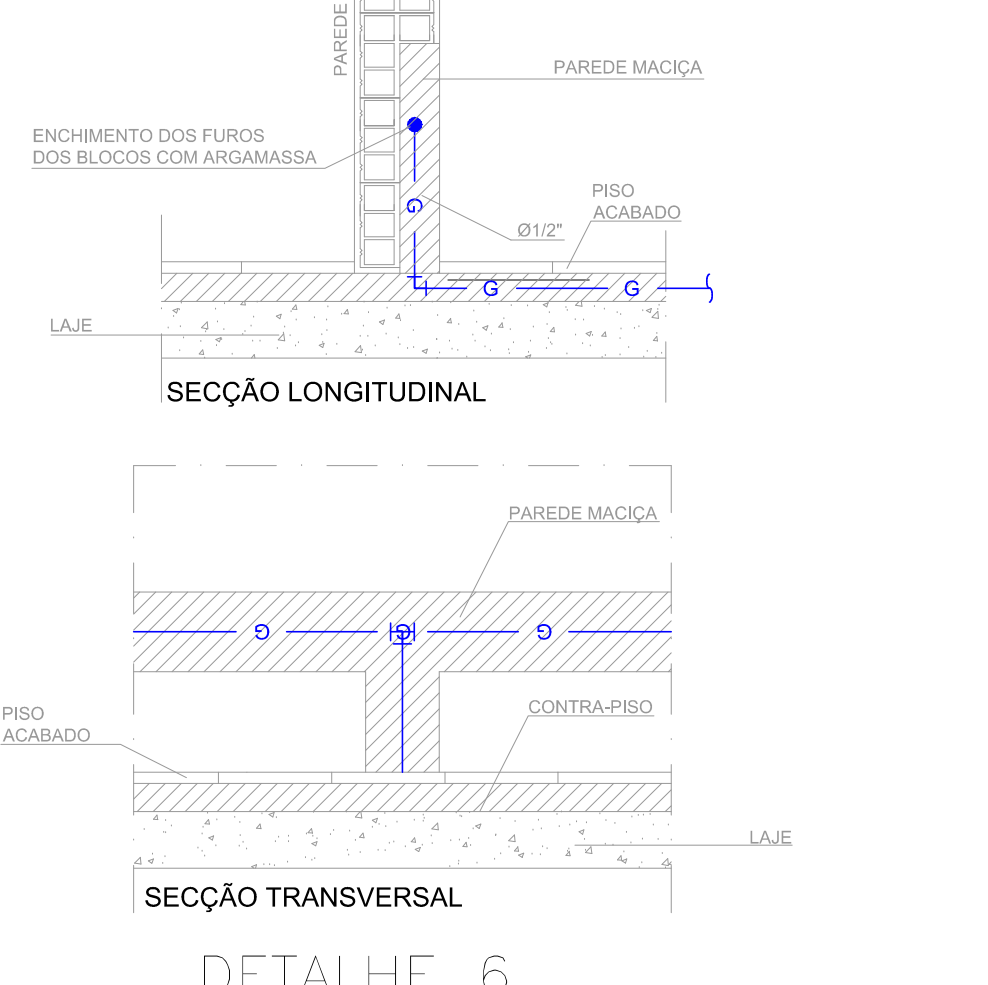 PAREDE
PAREDE MACIÇA
ENCHIMENTO DOS FUROS
DOS BLOCOS COM ARGAMASSA
PISO
ACABADO
G
Ø1/2"
G
G
LAJE
SECÇÃO LONGITUDINAL
PAREDE MACIÇA
G
G
G
PISO
ACABADO
CONTRA-PISO
LAJE
SECÇÃO TRANSVERSAL
DETALHE 6